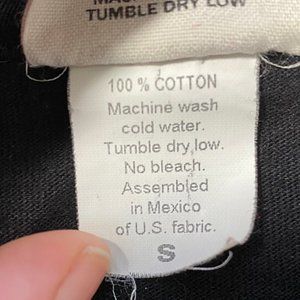 TUMBLE DRY LOW
100 % COTTON
Machine wash
cold water.
Tumble dry low.
No bleach.
Assembled
in Mexico
of U.S. fabric.
S